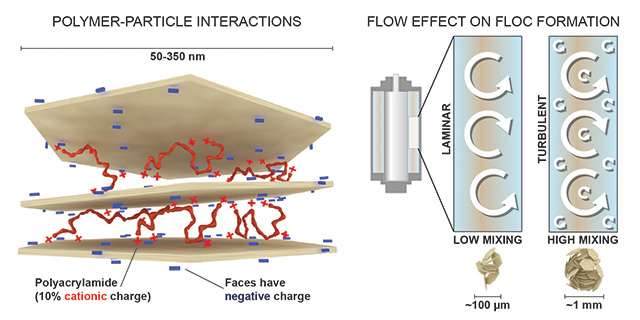 POLYMER-PARTICLE INTERACTIONS
50-350 nm
Polyacrylamide
(10% cationic charge)
Faces have
negative charge
FLOW EFFECT ON FLOC FORMATION
LAMINAR
TURBULENT
LOW MIXING
HIGH MIXING
~100 µm
~1 mm